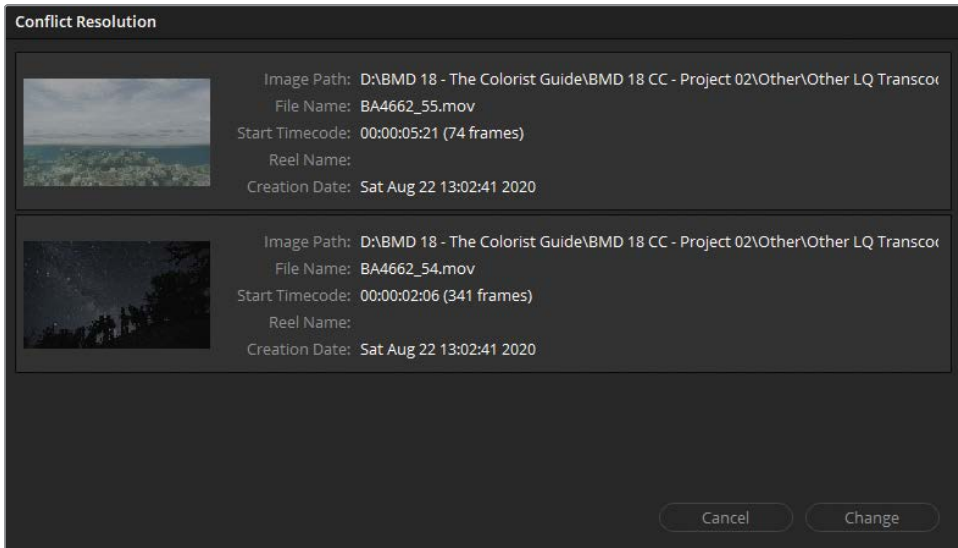 Conflict Resolution
Image Path: D:\BMD 18 - The Colorist Guide\BMD 18 CC - Project 02\Other\Other LQ Transcoc
File Name: BA4662_55.mov
Start Timecode: 00:00:05:21 (74 frames)
Reel Name:
Creation Date: Sat Aug 22 13:02:41 2020
Image Path: D:\BMD 18 - The Colorist Guide\BMD 18 CC - Project 02\Other\Other LQ Transcoc
File Name: BA4662_54.mov
Start Timecode: 00:00:02:06 (341 frames)
Reel Name:
Creation Date: Sat Aug 22 13:02:41 2020
Cancel Change